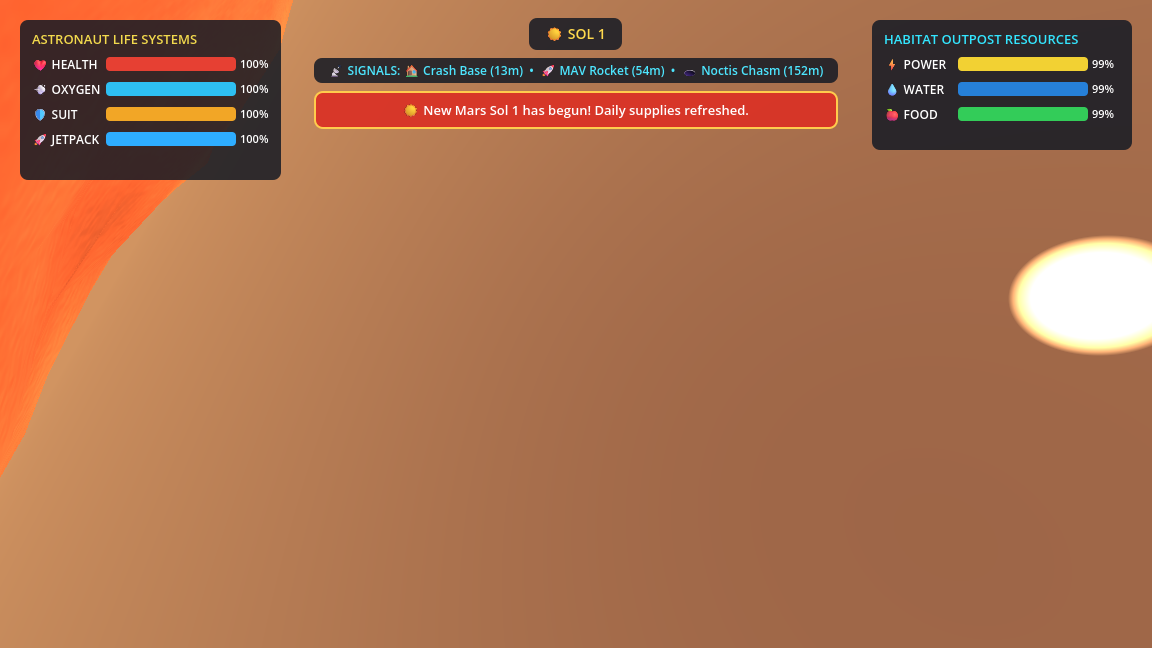 ASTRONAUT LIFE SYSTEMS
HEALTH 100%
OXYGEN 100%
SUIT 100%
JETPACK 100%
SOL 1
SIGNALS: Crash Base (13m) • MAV Rocket (54m) • Noctis Chasm (152m)
New Mars Sol 1 has begun! Daily supplies refreshed.
HABITAT OUTPOST RESOURCES
POWER 99%
WATER 99%
FOOD 99%